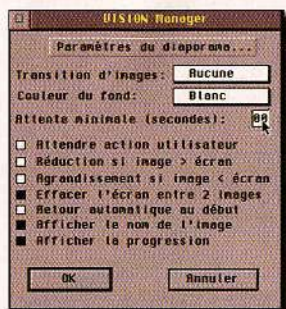 VISION Manager
Paramètres du diaporama...
Transition d'images: Aucune
Couleur du fond: Blanc
Attente minimale (secondes): 00
Attendre action utilisateur
Réduction si image > écran
Agrandissement si image < écran
Effacer l'écran entre 2 images
Retour automatique au début
Afficher le nom de l'image
Afficher la progression
OK Annuler